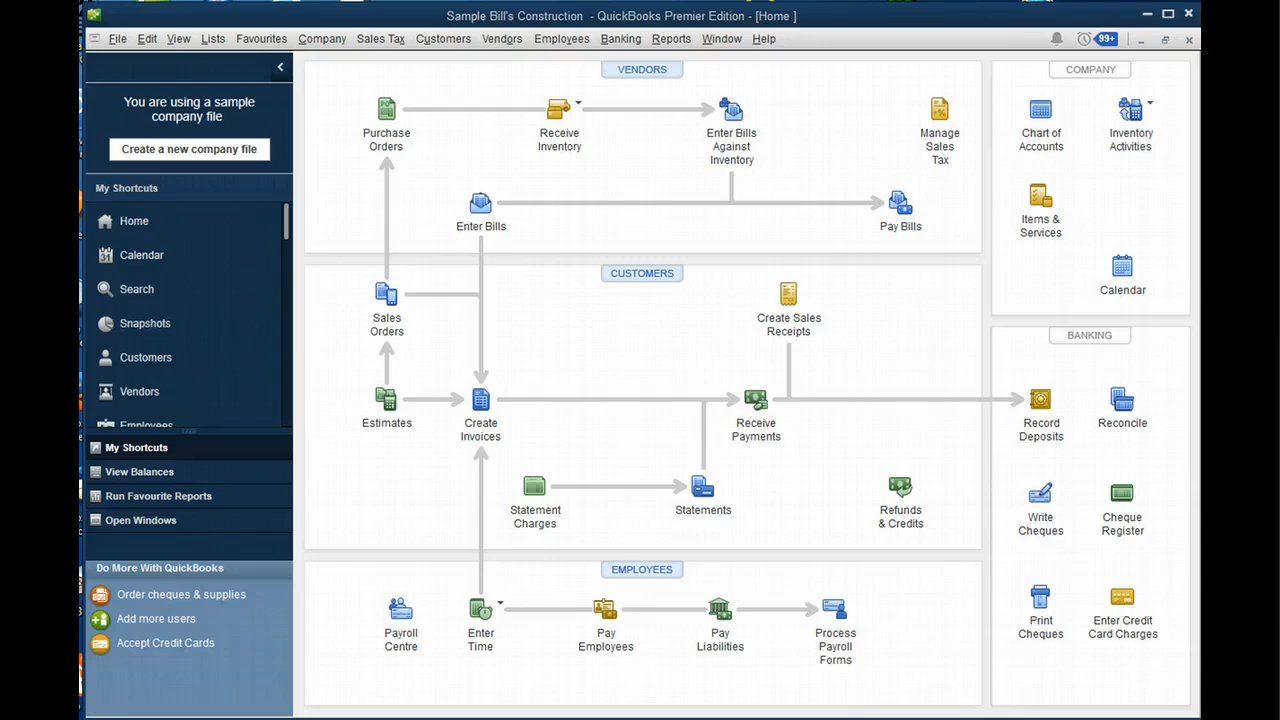 Sample Bill's Construction - QuickBooks Premier Edition - [Home ]
File Edit View Lists Favourites Company Sales Tax Customers Vendors Employees Banking Reports Window Help
99+
You are using a sample
company file
Create a new company file
My Shortcuts
Home
Calendar
Search
Snapshots
Customers
Vendors
Employees
My Shortcuts
View Balances
Run Favourite Reports
Open Windows
Do More With QuickBooks
Order cheques & supplies
Add more users
Accept Credit Cards
VENDORS
Purchase
Orders
Receive
Inventory
Enter Bills
Against
Inventory
Manage
Sales
Tax
Enter Bills
Pay Bills
CUSTOMERS
Sales
Orders
Create Sales
Receipts
Estimates
Create
Invoices
Receive
Payments
Statement
Charges
Statements
Refunds
& Credits
EMPLOYEES
Payroll
Centre
Enter
Time
Pay
Employees
Pay
Liabilities
Process
Payroll
Forms
COMPANY
Chart of
Accounts
Inventory
Activities
Items &
Services
Calendar
BANKING
Record
Deposits
Reconcile
Write
Cheques
Cheque
Register
Print
Cheques
Enter Credit
Card Charges